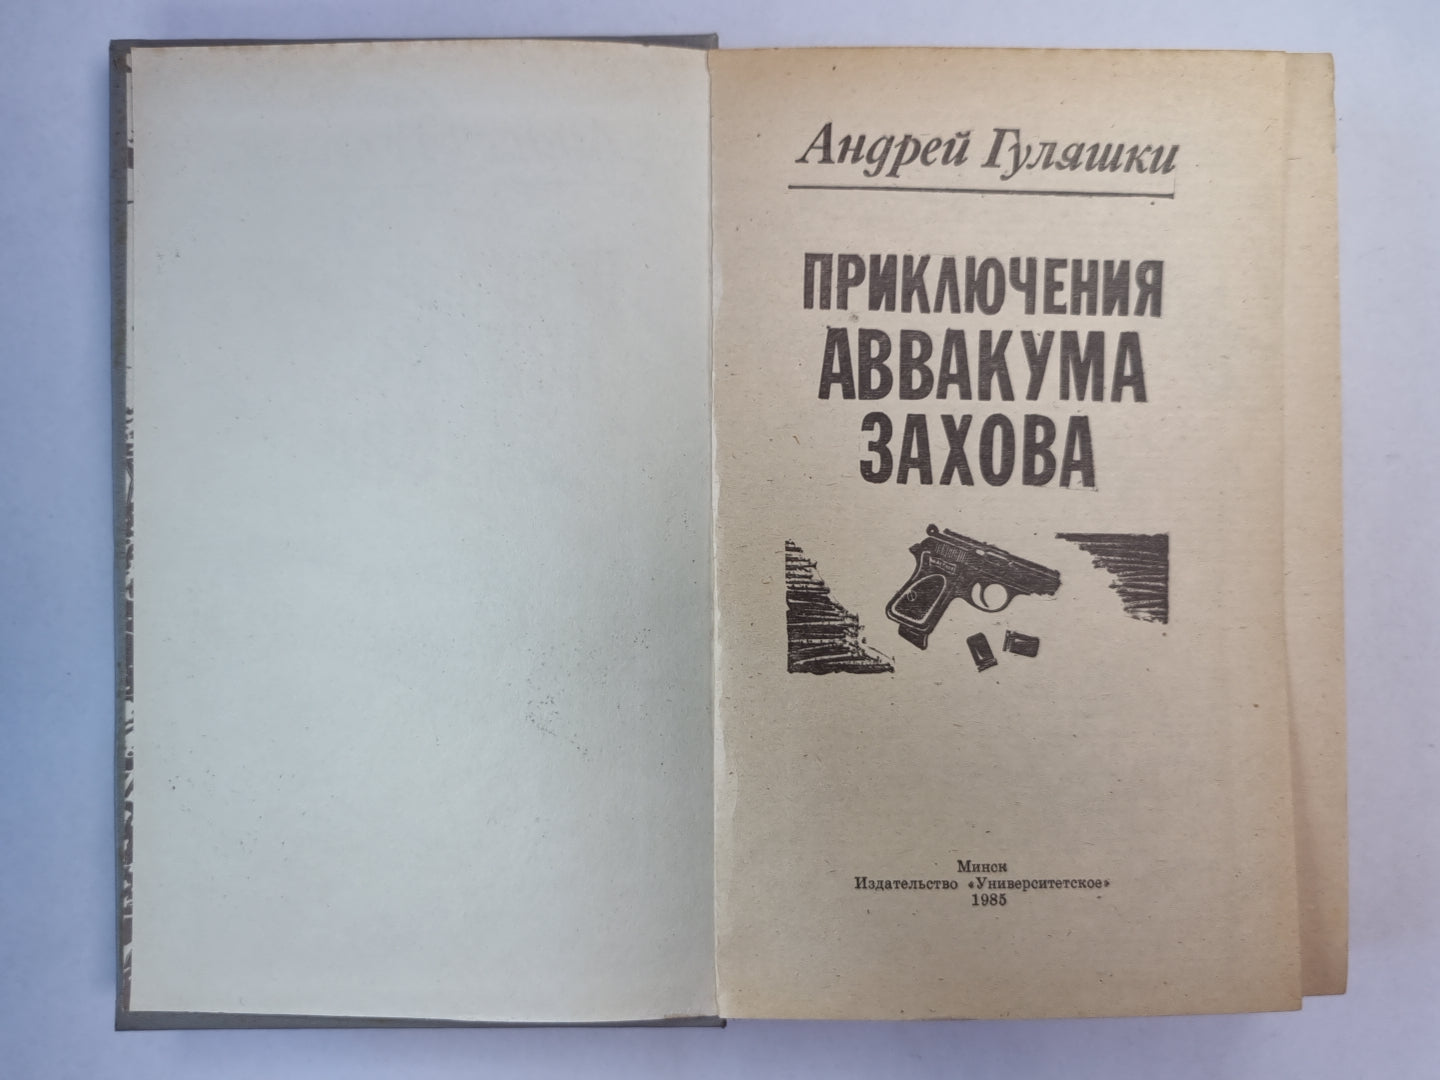 Андрей Гуляшки
ПРИКЛЮЧЕНИЯ
АВВАКУМА
ЗАХОВА
Минск
Издательство «Университетское»
1985